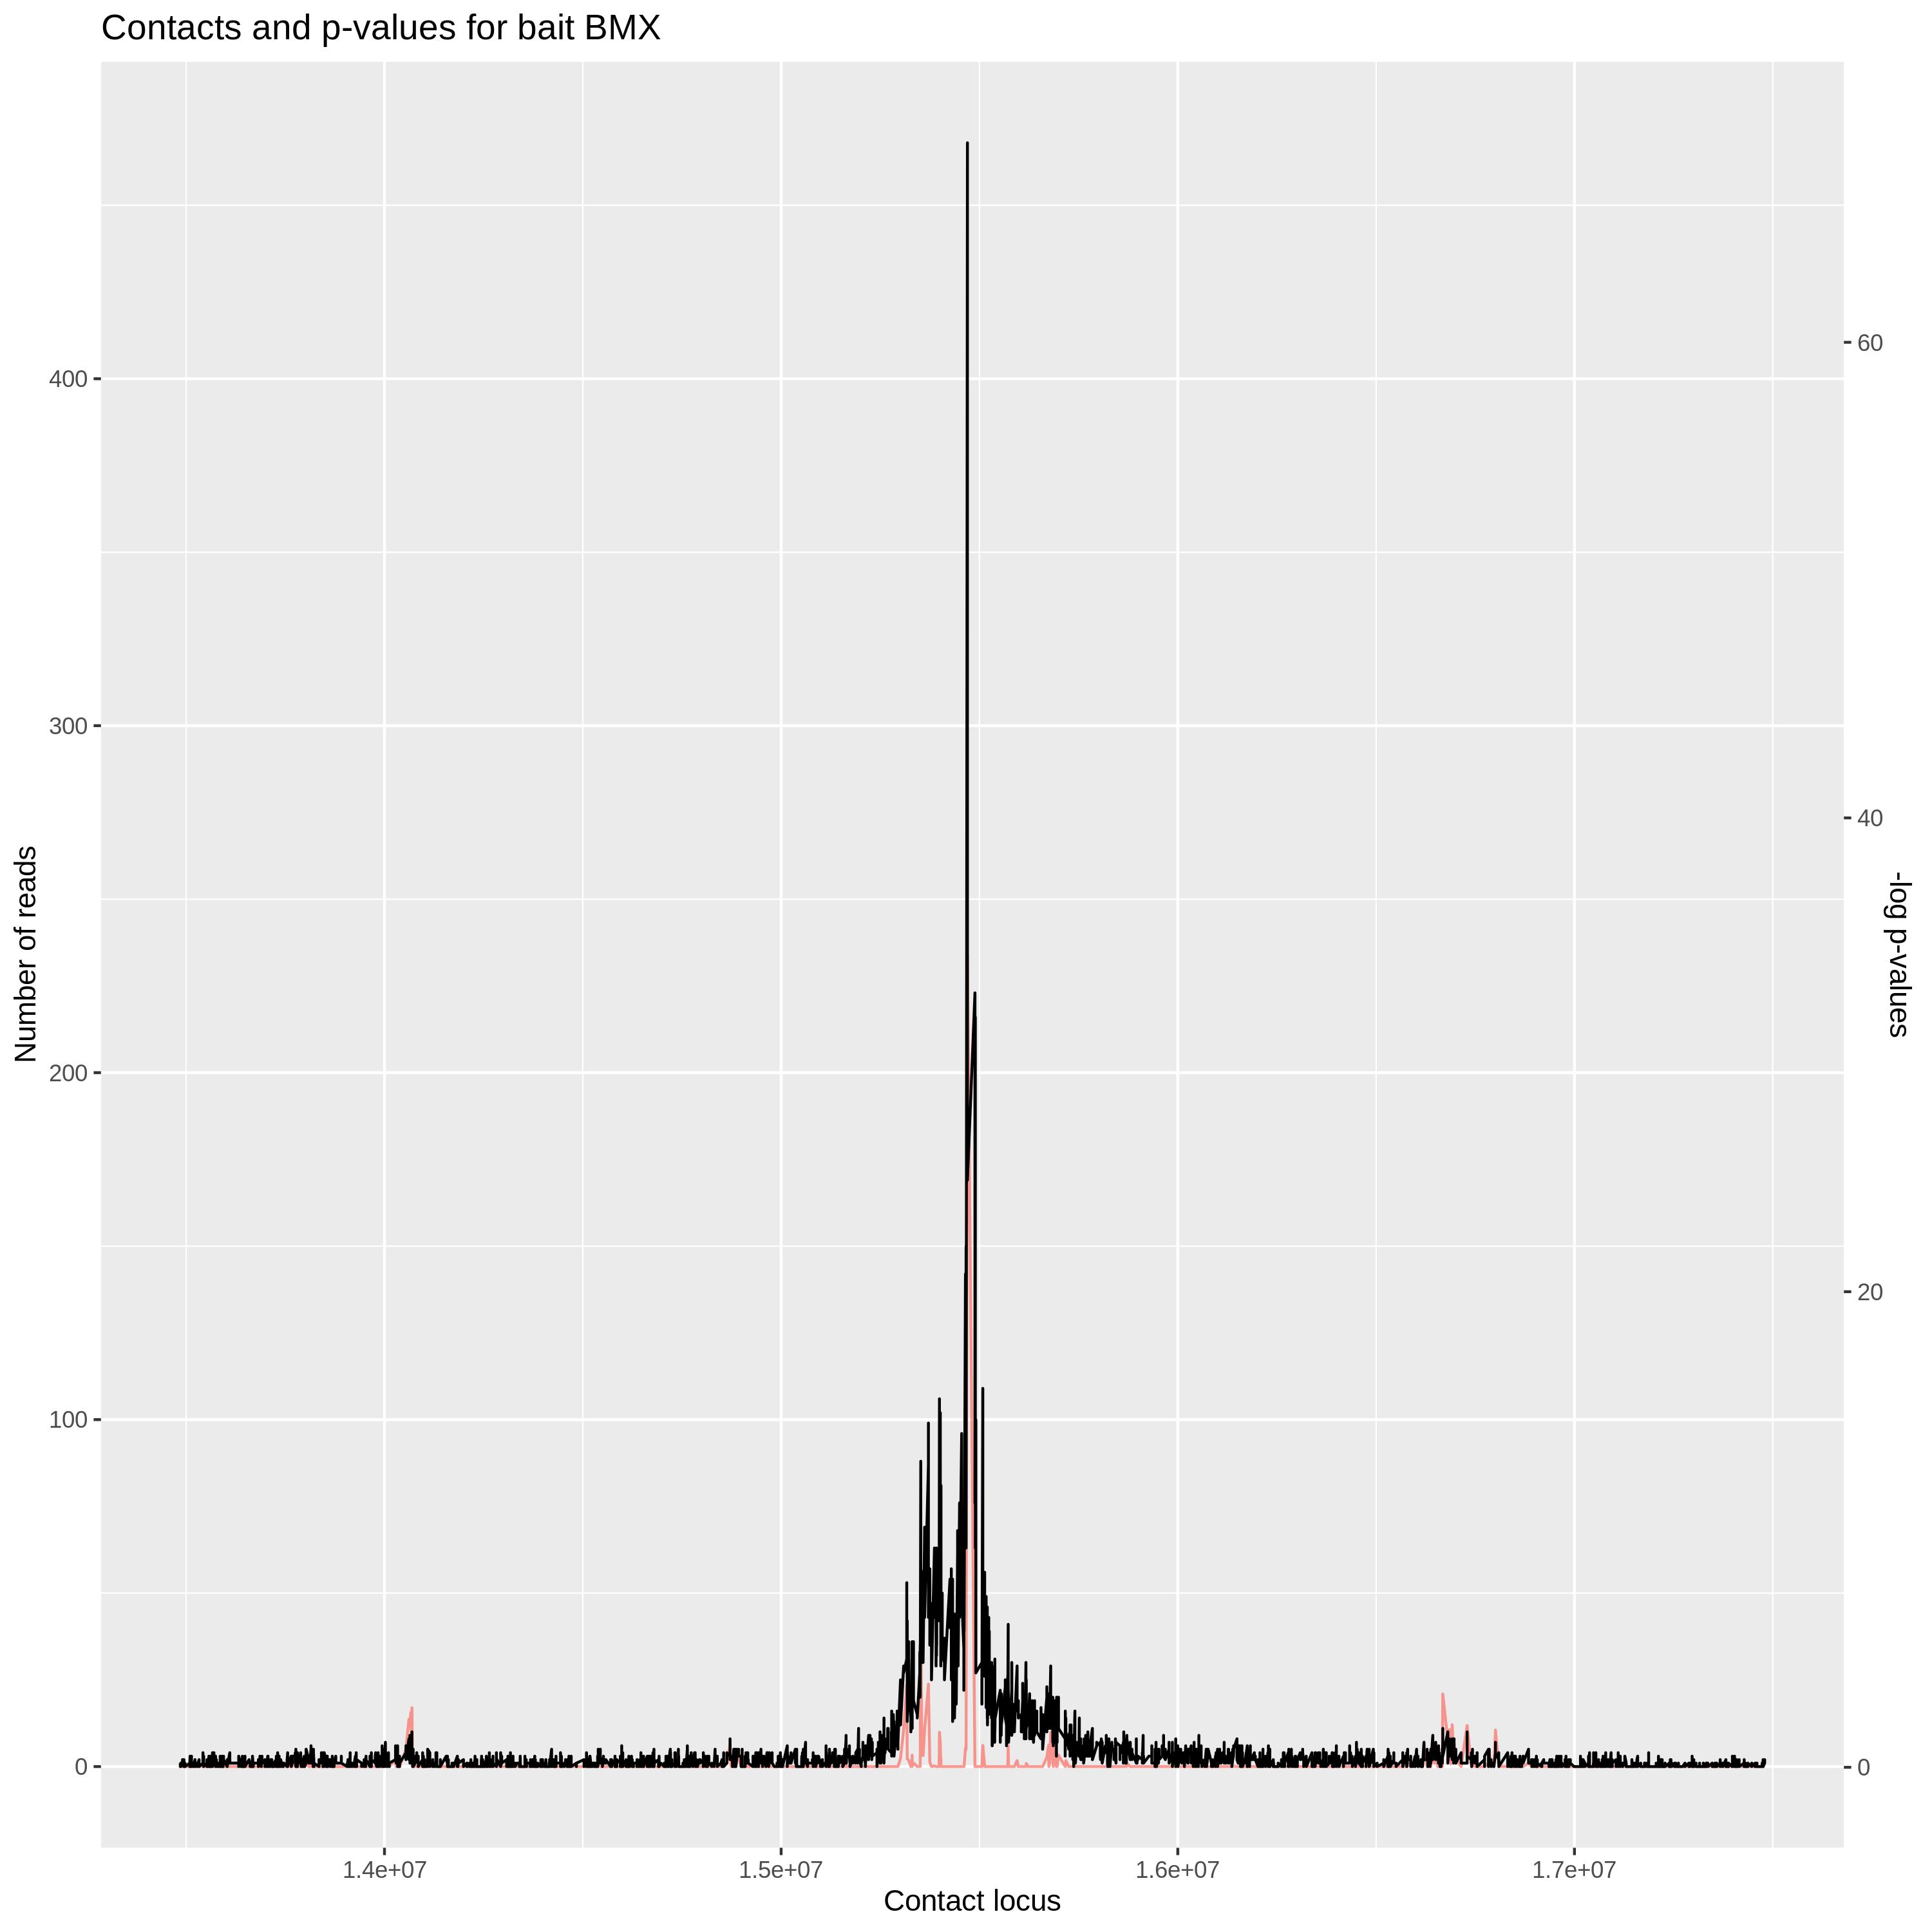 Contacts and p-values for bait BMX
400
300
200
100
0
Number of reads
60
40
20
0
-log p-values
1.4e+07
1.5e+07
1.6e+07
1.7e+07
Contact locus